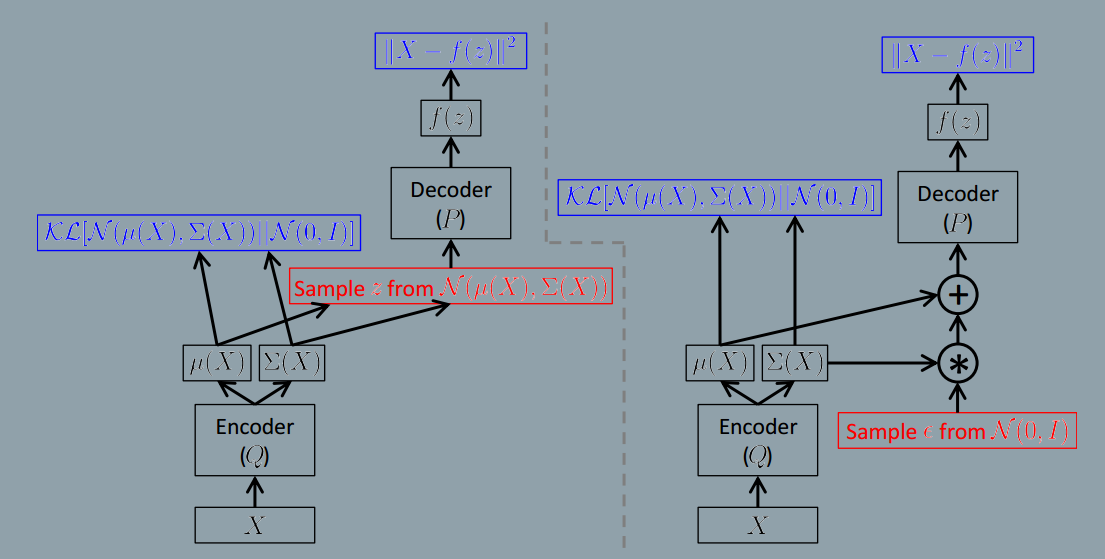 ‖X − f(z)‖²
f(z)
Decoder
(P)
𝒦ℒ[𝒩(μ(X), Σ(X))||𝒩(0, I)]
Sample z from 𝒩(μ(X), Σ(X))
μ(X)
Σ(X)
Encoder
(Q)
X
‖X − f(z)‖²
f(z)
Decoder
(P)
𝒦ℒ[𝒩(μ(X), Σ(X))||𝒩(0, I)]
+
μ(X)
Σ(X)
*
Sample ϵ from 𝒩(0, I)
Encoder
(Q)
X